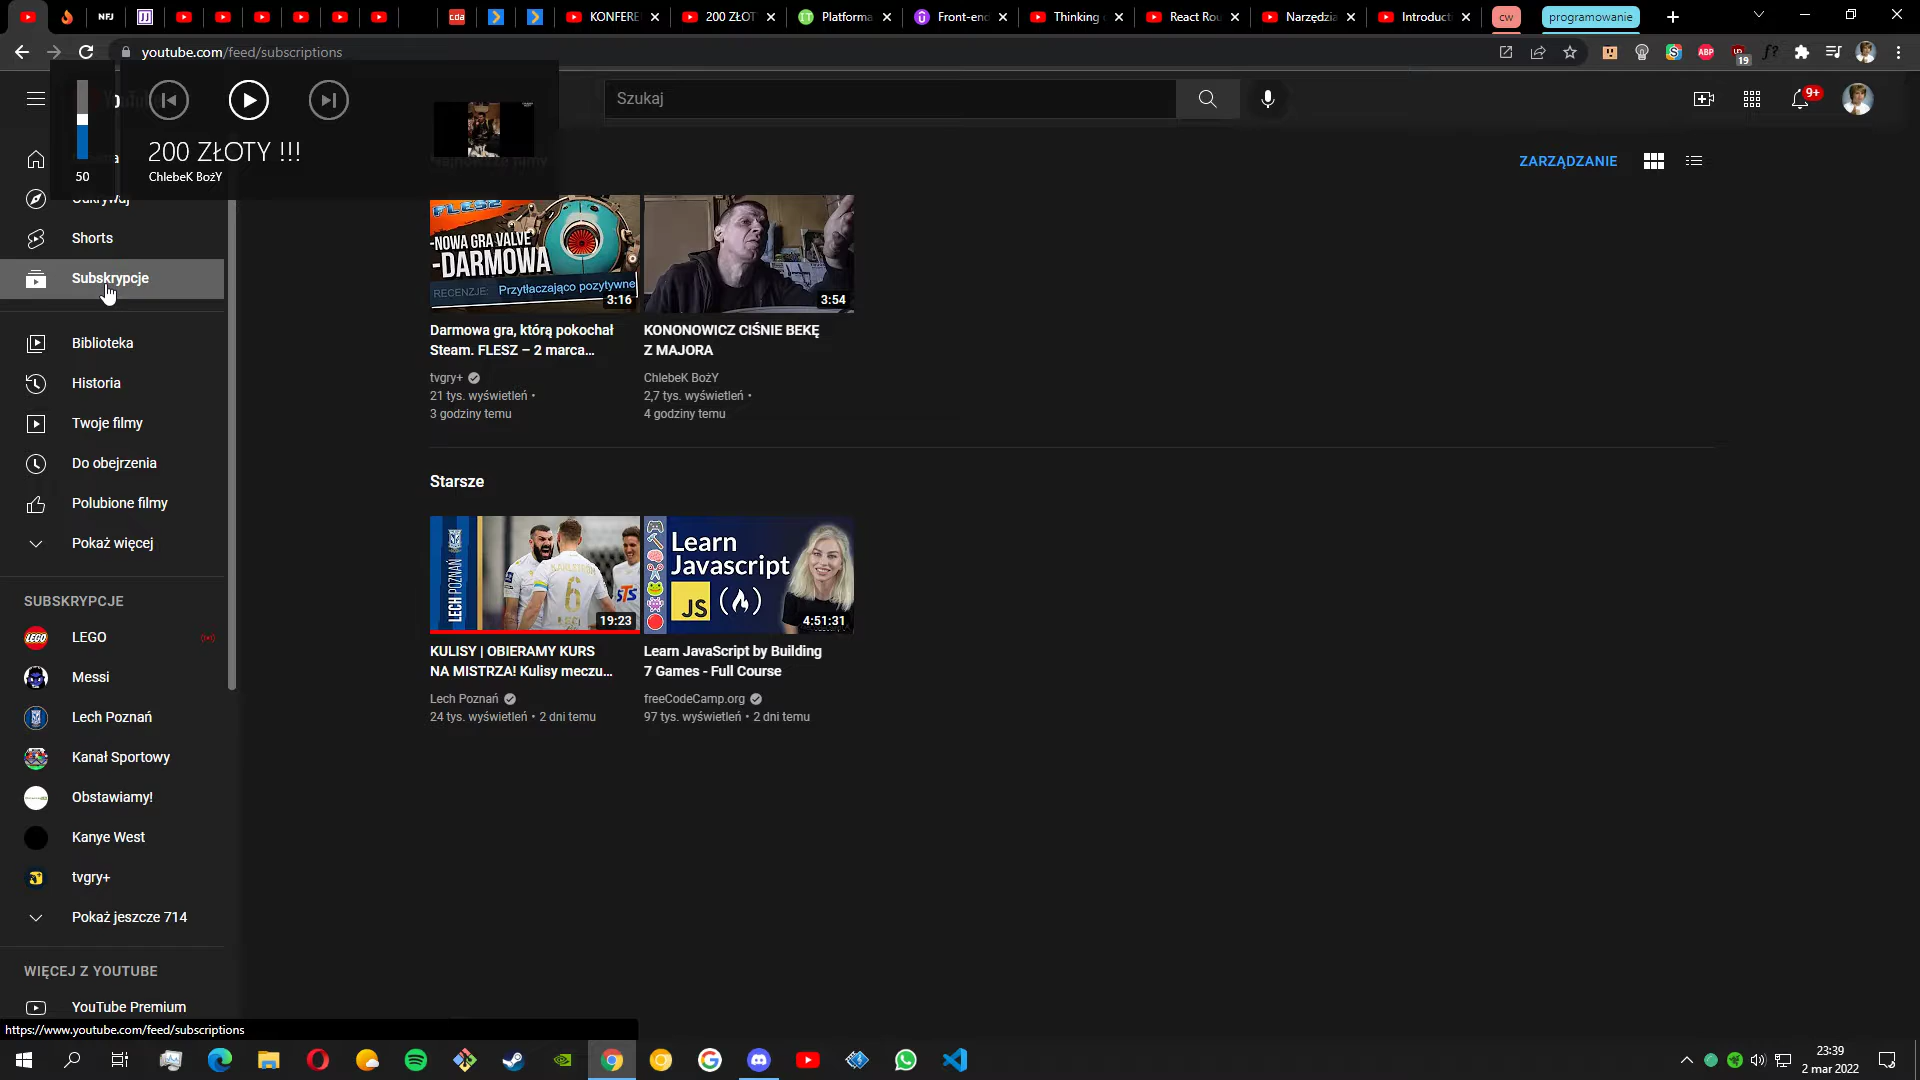 NFJ
cda
KONFERE
200 ZŁOT
Platforma
Front-end
Thinking
React Rou
Narzędzia
Introduct
cw
programowanie
youtube.com/feed/subscriptions
ABP
19
f?
Szukaj
9+
50
200 ZŁOTY !!!
ChlebeK BożY
ZARZĄDZANIE
Shorts
Subskrypcje
Biblioteka
Historia
Twoje filmy
Do obejrzenia
Polubione filmy
Pokaż więcej
SUBSKRYPCJE
LEGO
LEGO
Messi
Lech Poznań
Kanał Sportowy
Obstawiamy!
Kanye West
tvgry+
Pokaż jeszcze 714
WIĘCEJ Z YOUTUBE
YouTube Premium
FLESZ
-NOWA GRA VALVE
-DARMOWA
RECENZJE: Przytłaczająco pozytywne
3:16
Darmowa gra, którą pokochał
Steam. FLESZ – 2 marca...
tvgry+
21 tys. wyświetleń •
3 godziny temu
3:54
KONONOWICZ CIŚNIE BEKĘ
Z MAJORA
ChlebeK BożY
2,7 tys. wyświetleń •
4 godziny temu
Starsze
LECH POZNAŃ
6
STS
19:23
KULISY | OBIERAMY KURS
NA MISTRZA! Kulisy meczu...
Lech Poznań
24 tys. wyświetleń • 2 dni temu
Learn
Javascript
JS
4:51:31
Learn JavaScript by Building
7 Games - Full Course
freeCodeCamp.org
97 tys. wyświetleń • 2 dni temu
https://www.youtube.com/feed/subscriptions
23:39
2 mar 2022